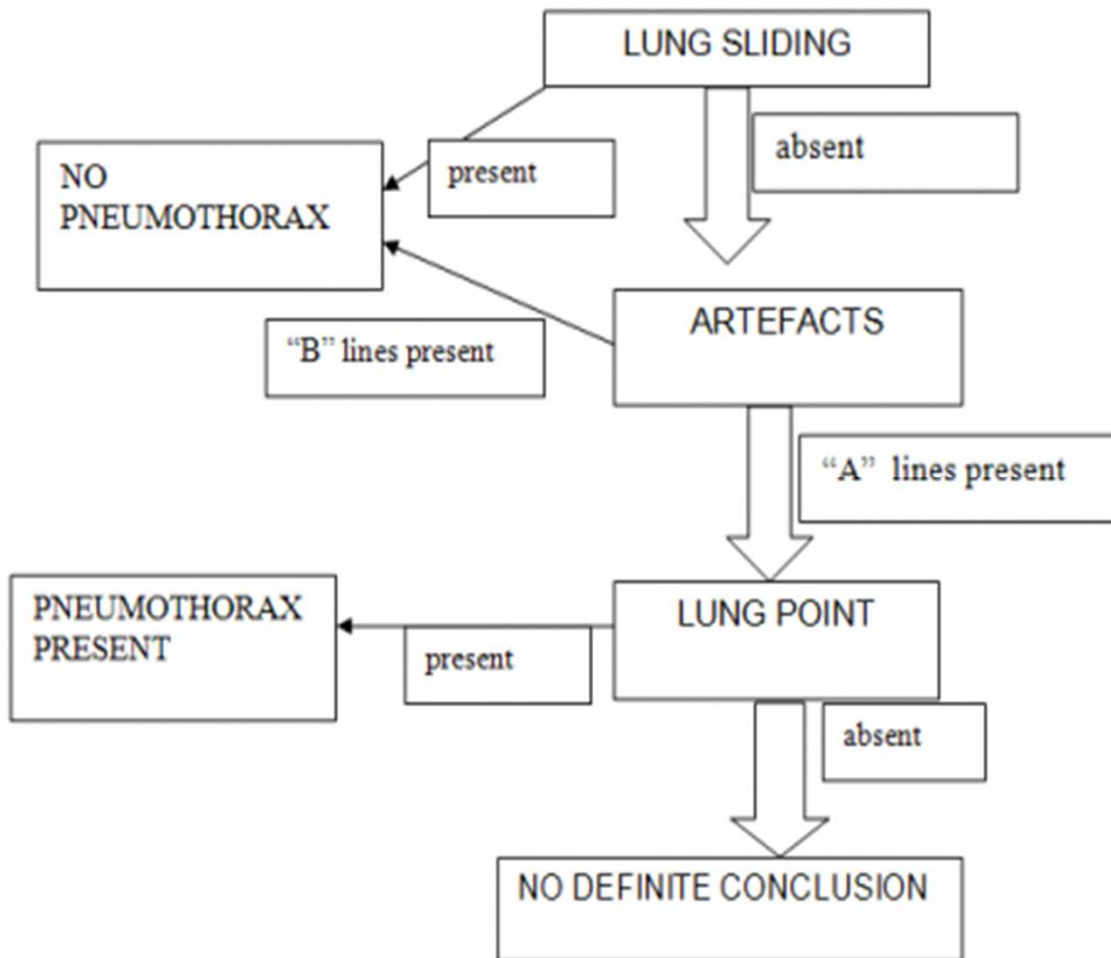 LUNG SLIDING
absent
present
NO
PNEUMOTHORAX
ARTEFACTS
“B” lines present
“A” lines present
LUNG POINT
PNEUMOTHORAX
PRESENT
present
absent
NO DEFINITE CONCLUSION